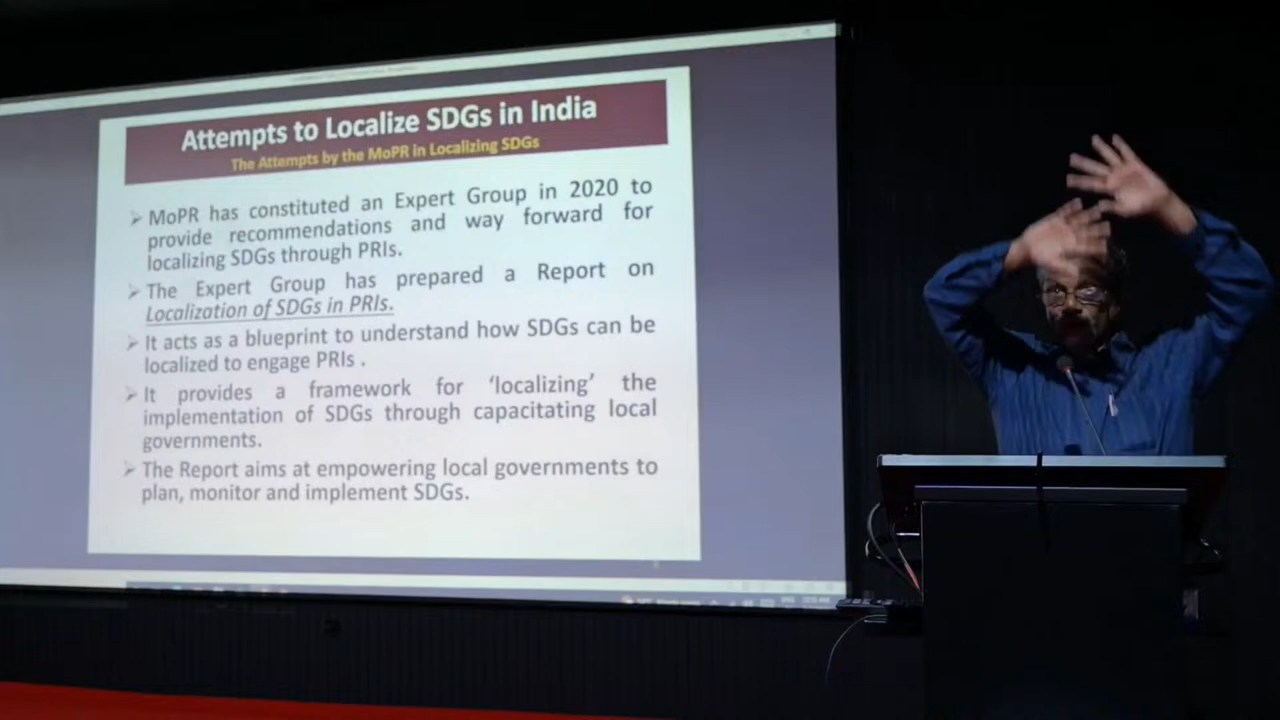 Attempts to Localize SDGs in India
The Attempts by the MoPR in Localizing SDGs
➢ MoPR has constituted an Expert Group in 2020 to
provide recommendations and way forward for
localizing SDGs through PRIs.
➢ The Expert Group has prepared a Report on
Localization of SDGs in PRIs.
➢ It acts as a blueprint to understand how SDGs can be
localized to engage PRIs .
➢ It provides a framework for ‘localizing’ the
implementation of SDGs through capacitating local
governments.
➢ The Report aims at empowering local governments to
plan, monitor and implement SDGs.